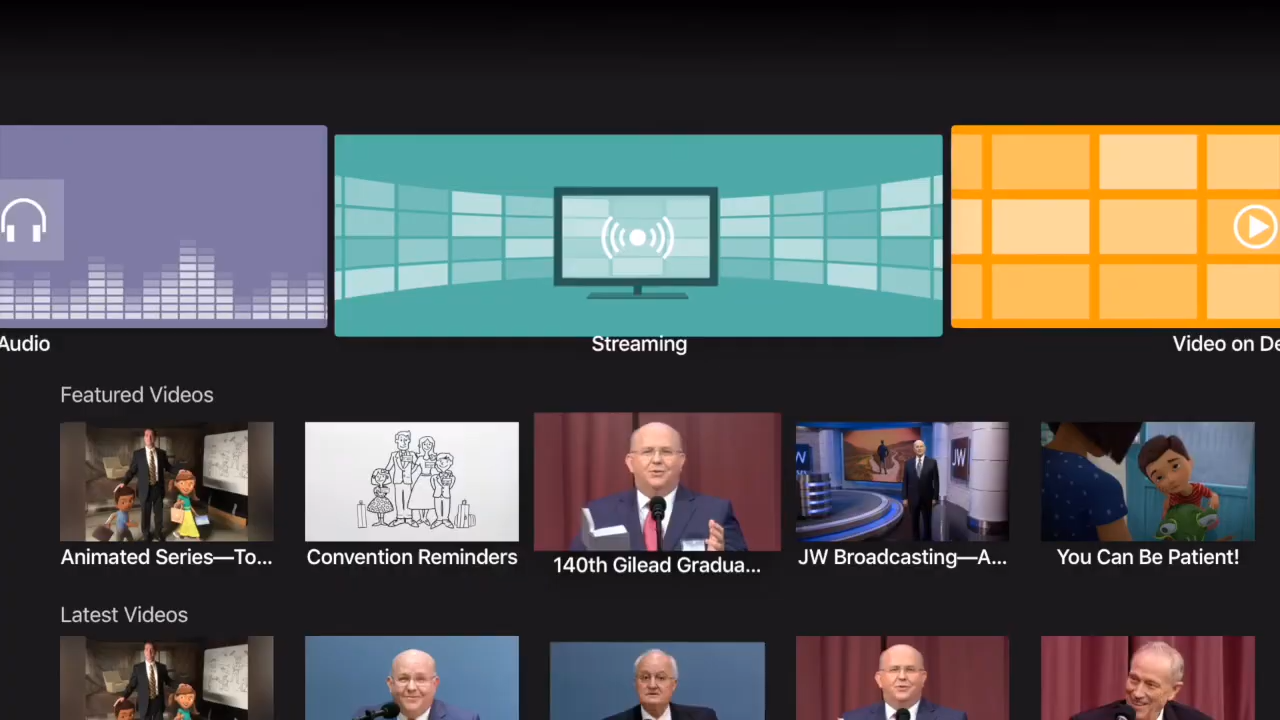 Audio
Streaming
Video on De
Featured Videos
Animated Series—To...
Convention Reminders
140th Gilead Gradua...
JW Broadcasting—A...
You Can Be Patient!
JW
Latest Videos